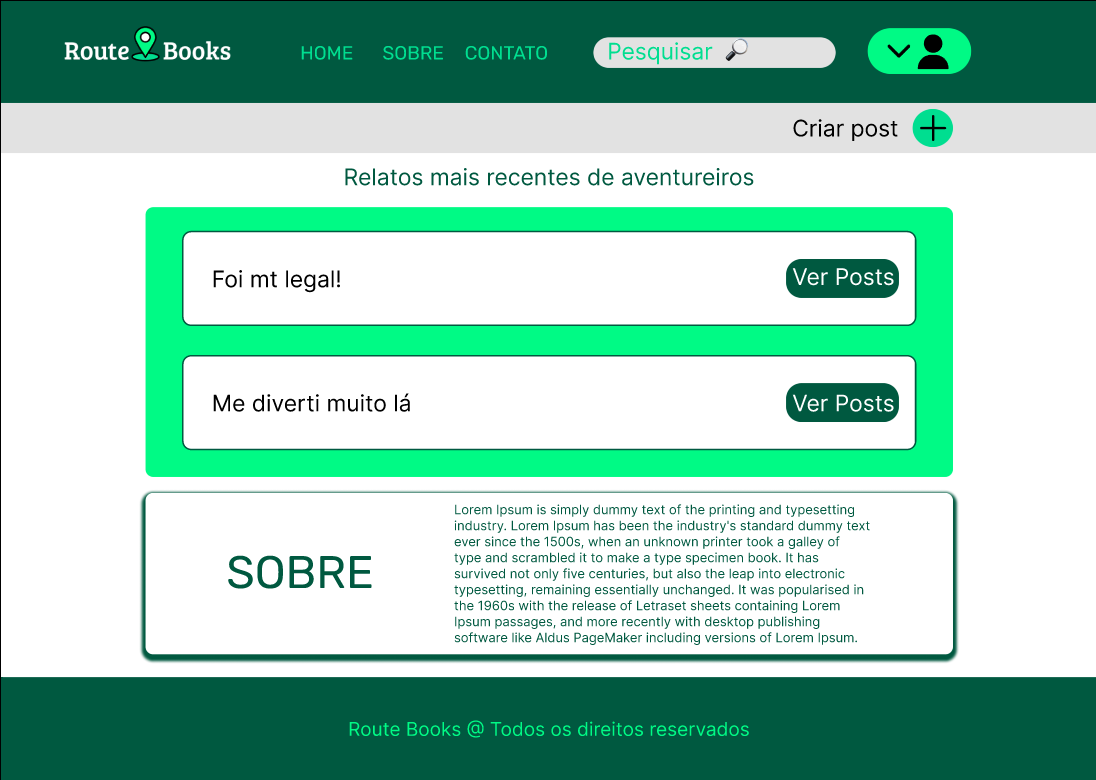 Route Books
HOME SOBRE CONTATO
Pesquisar
Criar post
Relatos mais recentes de aventureiros
Foi mt legal!
Ver Posts
Me diverti muito lá
Ver Posts
SOBRE
Lorem Ipsum is simply dummy text of the printing and typesetting
industry. Lorem Ipsum has been the industry's standard dummy text
ever since the 1500s, when an unknown printer took a galley of
type and scrambled it to make a type specimen book. It has
survived not only five centuries, but also the leap into electronic
typesetting, remaining essentially unchanged. It was popularised in
the 1960s with the release of Letraset sheets containing Lorem
Ipsum passages, and more recently with desktop publishing
software like Aldus PageMaker including versions of Lorem Ipsum.
Route Books @ Todos os direitos reservados